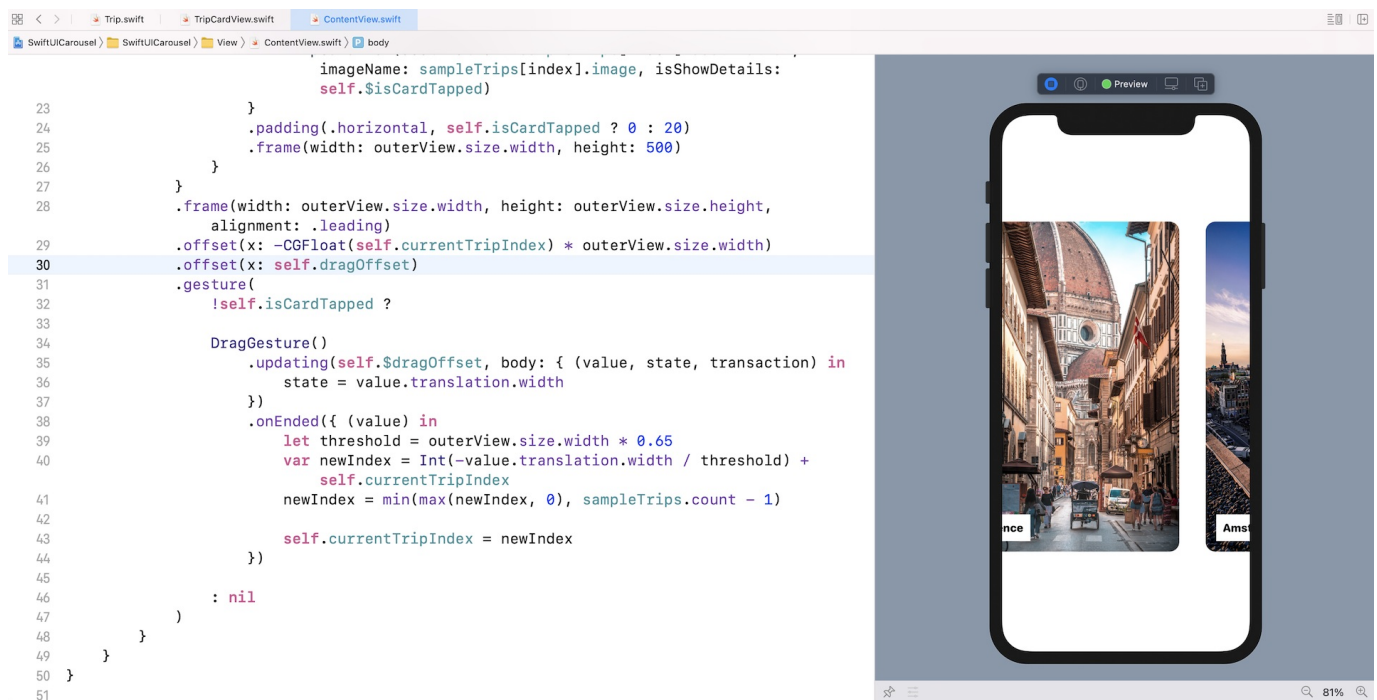 Trip.swift
TripCardView.swift
ContentView.swift
SwiftUICarousel
SwiftUICarousel
View
ContentView.swift
P body
imageName: sampleTrips[index].image, isShowDetails:
self.$isCardTapped)
23 }
24 .padding(.horizontal, self.isCardTapped ? 0 : 20)
25 .frame(width: outerView.size.width, height: 500)
26 }
27 }
28 .frame(width: outerView.size.width, height: outerView.size.height,
alignment: .leading)
29 .offset(x: -CGFloat(self.currentTripIndex) * outerView.size.width)
30 .offset(x: self.dragOffset)
31 .gesture(
32 !self.isCardTapped ?
33
34 DragGesture()
35 .updating(self.$dragOffset, body: { (value, state, transaction) in
36 state = value.translation.width
37 })
38 .onEnded({ (value) in
39 let threshold = outerView.size.width * 0.65
40 var newIndex = Int(-value.translation.width / threshold) +
self.currentTripIndex
41 newIndex = min(max(newIndex, 0), sampleTrips.count - 1)
42
43 self.currentTripIndex = newIndex
44 })
45
46 : nil
47 )
48 }
49 }
50 }
51
Preview
nce
Amst
81%